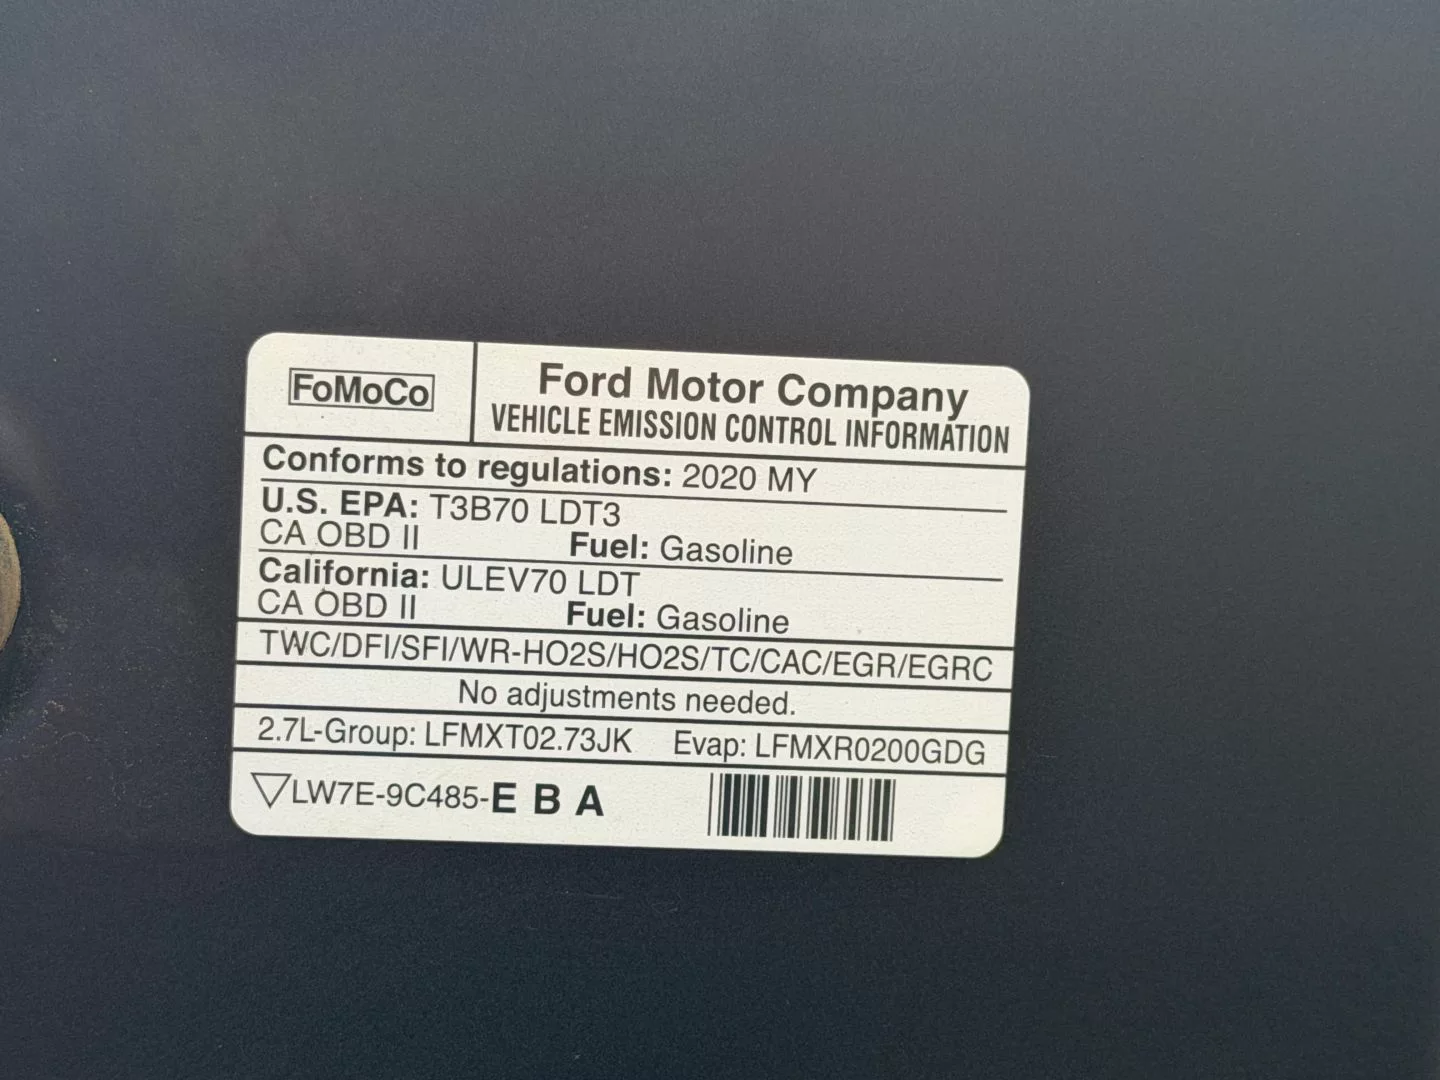 FoMoCo
Ford Motor Company
VEHICLE EMISSION CONTROL INFORMATION
Conforms to regulations: 2020 MY
U.S. EPA: T3B70 LDT3
CA OBD II Fuel: Gasoline
California: ULEV70 LDT
CA OBD II Fuel: Gasoline
TWC/DFI/SFI/WR-HO2S/HO2S/TC/CAC/EGR/EGRC
No adjustments needed.
2.7L-Group: LFMXT02.73JK Evap: LFMXR0200GDG
▽LW7E-9C485-E B A